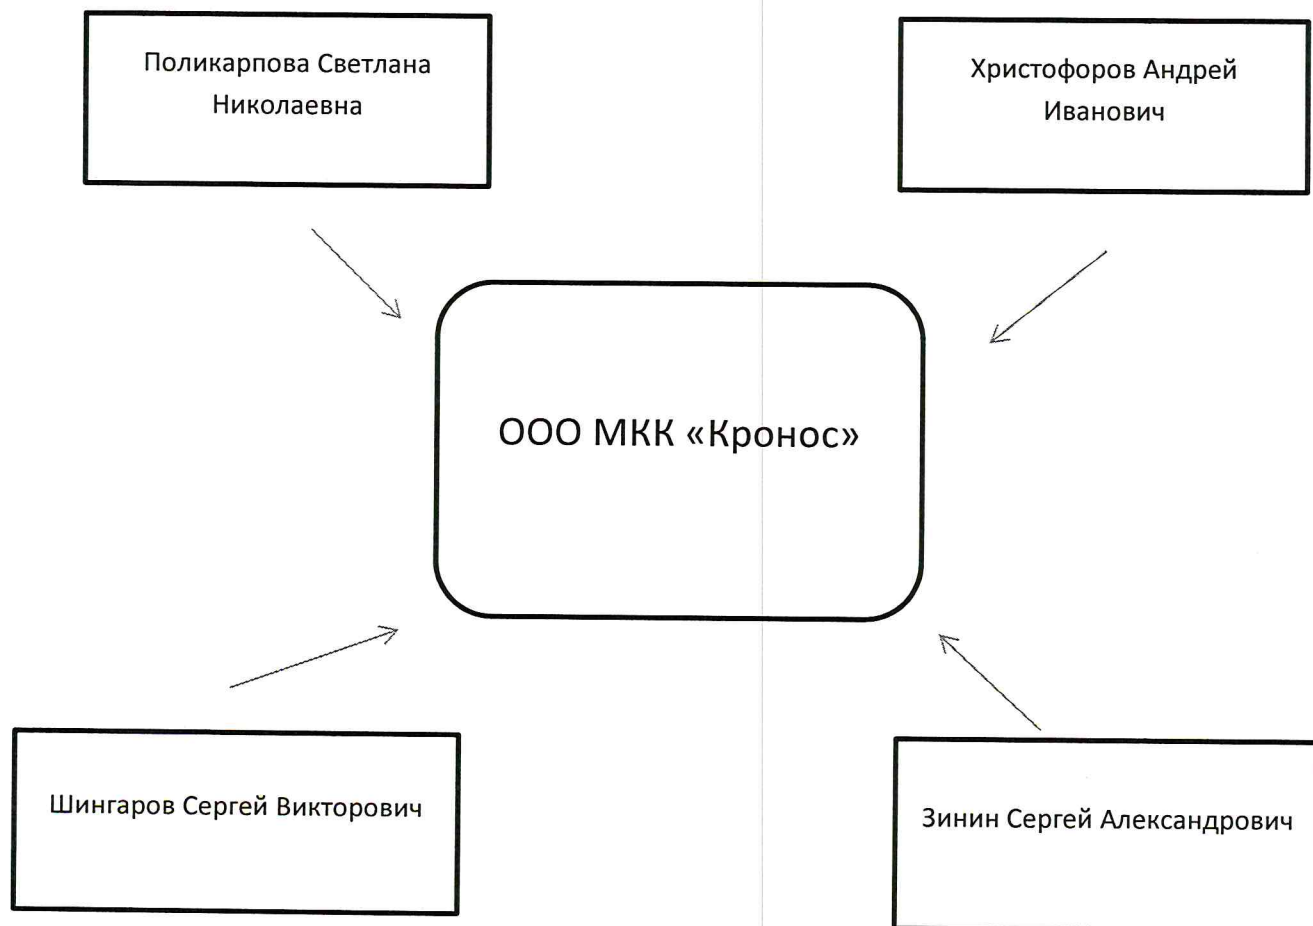 Поликарпова Светлана
Николаевна
Христофоров Андрей
Иванович
ООО МКК «Кронос»
Шингаров Сергей Викторович
Зинин Сергей Александрович